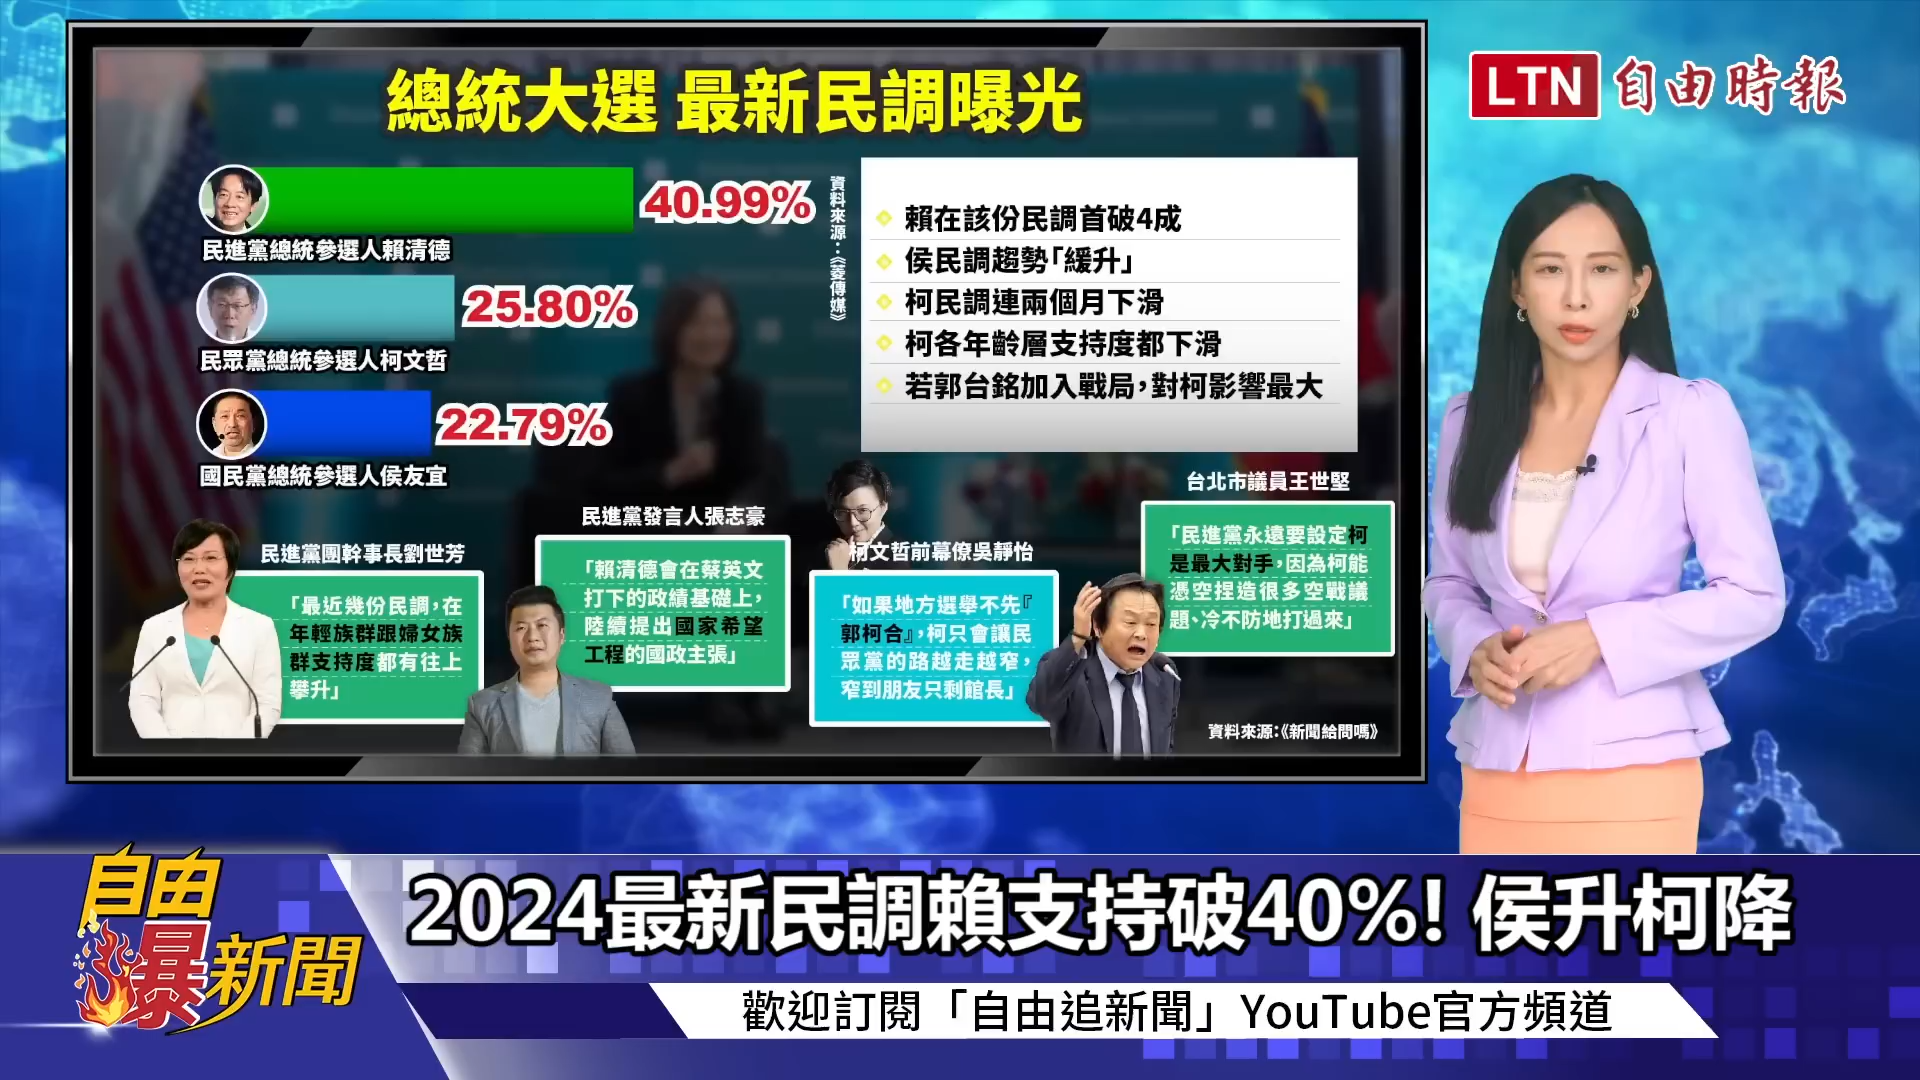 總統大選 最新民調曝光
40.99%
民進黨總統參選人賴清德
25.80%
民眾黨總統參選人柯文哲
22.79%
國民黨總統參選人侯友宜
資料來源:《菱傳媒》
賴在該份民調首破4成
侯民調趨勢「緩升」
柯民調連兩個月下滑
柯各年齡層支持度都下滑
若郭台銘加入戰局,對柯影響最大
民進黨團幹事長劉世芳
「最近幾份民調,在
年輕族群跟婦女族
群支持度都有往上
攀升」
民進黨發言人張志豪
「賴清德會在蔡英文
打下的政績基礎上,
陸續提出國家希望
工程的國政主張」
柯文哲前幕僚吳靜怡
「如果地方選舉不先『
郭柯合』,柯只會讓民
眾黨的路越走越窄,
窄到朋友只剩館長」
台北市議員王世堅
「民進黨永遠要設定柯
是最大對手,因為柯能
憑空捏造很多空戰議
題、冷不防地打過來」
資料來源:《新聞給問嗎》
LTN 自由時報
自由
爆新聞
2024最新民調賴支持破40%! 侯升柯降
歡迎訂閱「自由追新聞」YouTube官方頻道